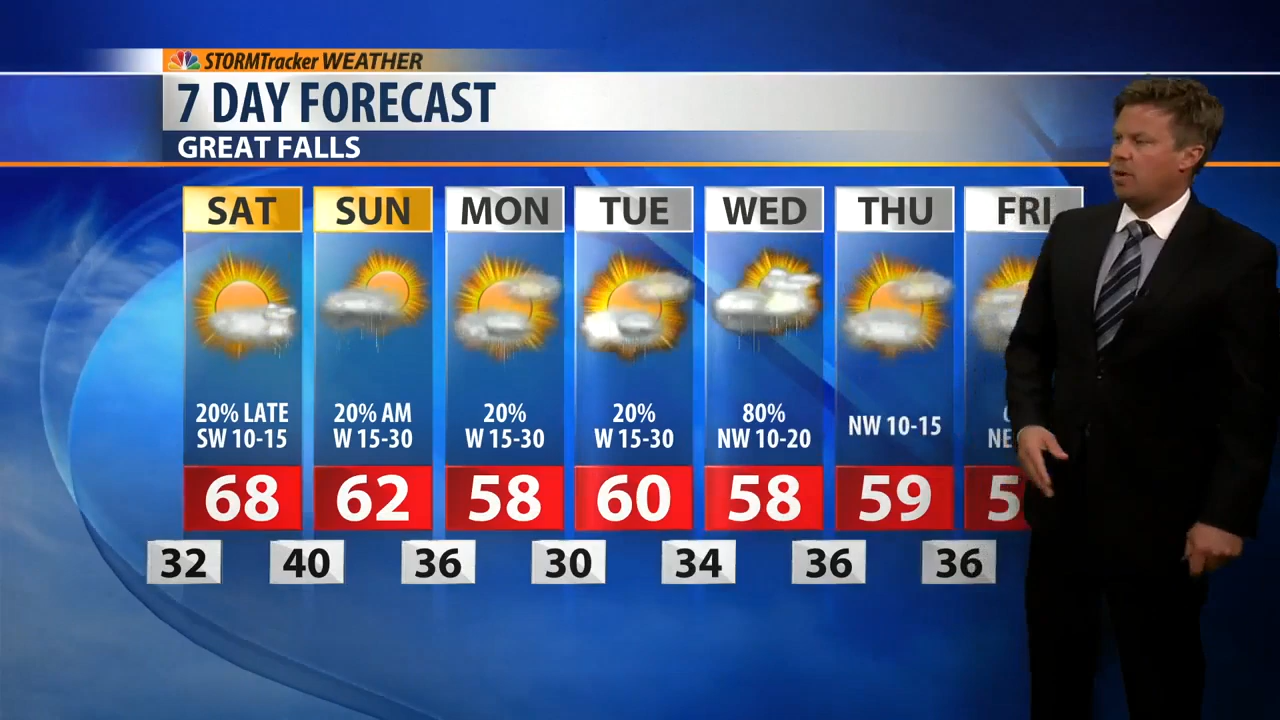 STORMTracker WEATHER
7 DAY FORECAST
GREAT FALLS
SAT SUN MON TUE WED THU FRI
20% LATE 20% AM 20% 20% 80%
SW 10-15 W 15-30 W 15-30 W 15-30 NW 10-20 NW 10-15 NE
68 62 58 60 58 59
32 40 36 30 34 36 36